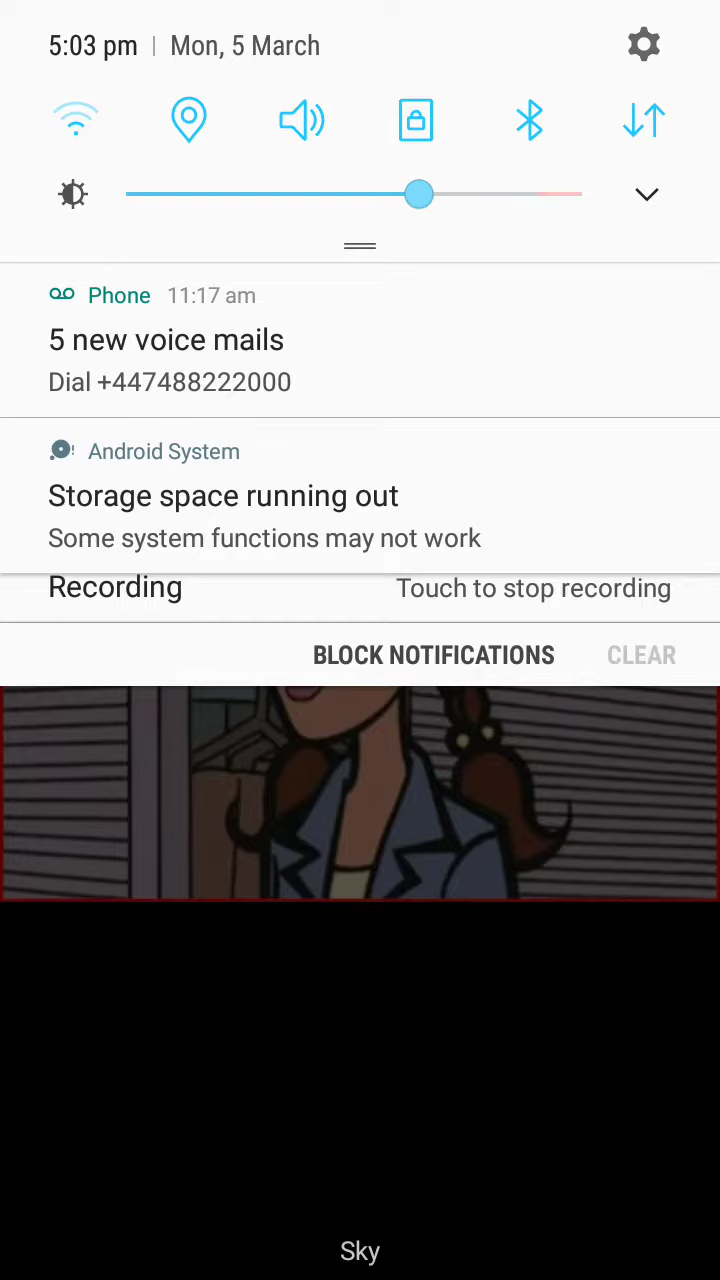 5:03 pm | Mon, 5 March
Phone 11:17 am
5 new voice mails
Dial +447488222000
Android System
Storage space running out
Some system functions may not work
Recording Touch to stop recording
BLOCK NOTIFICATIONS CLEAR
Sky